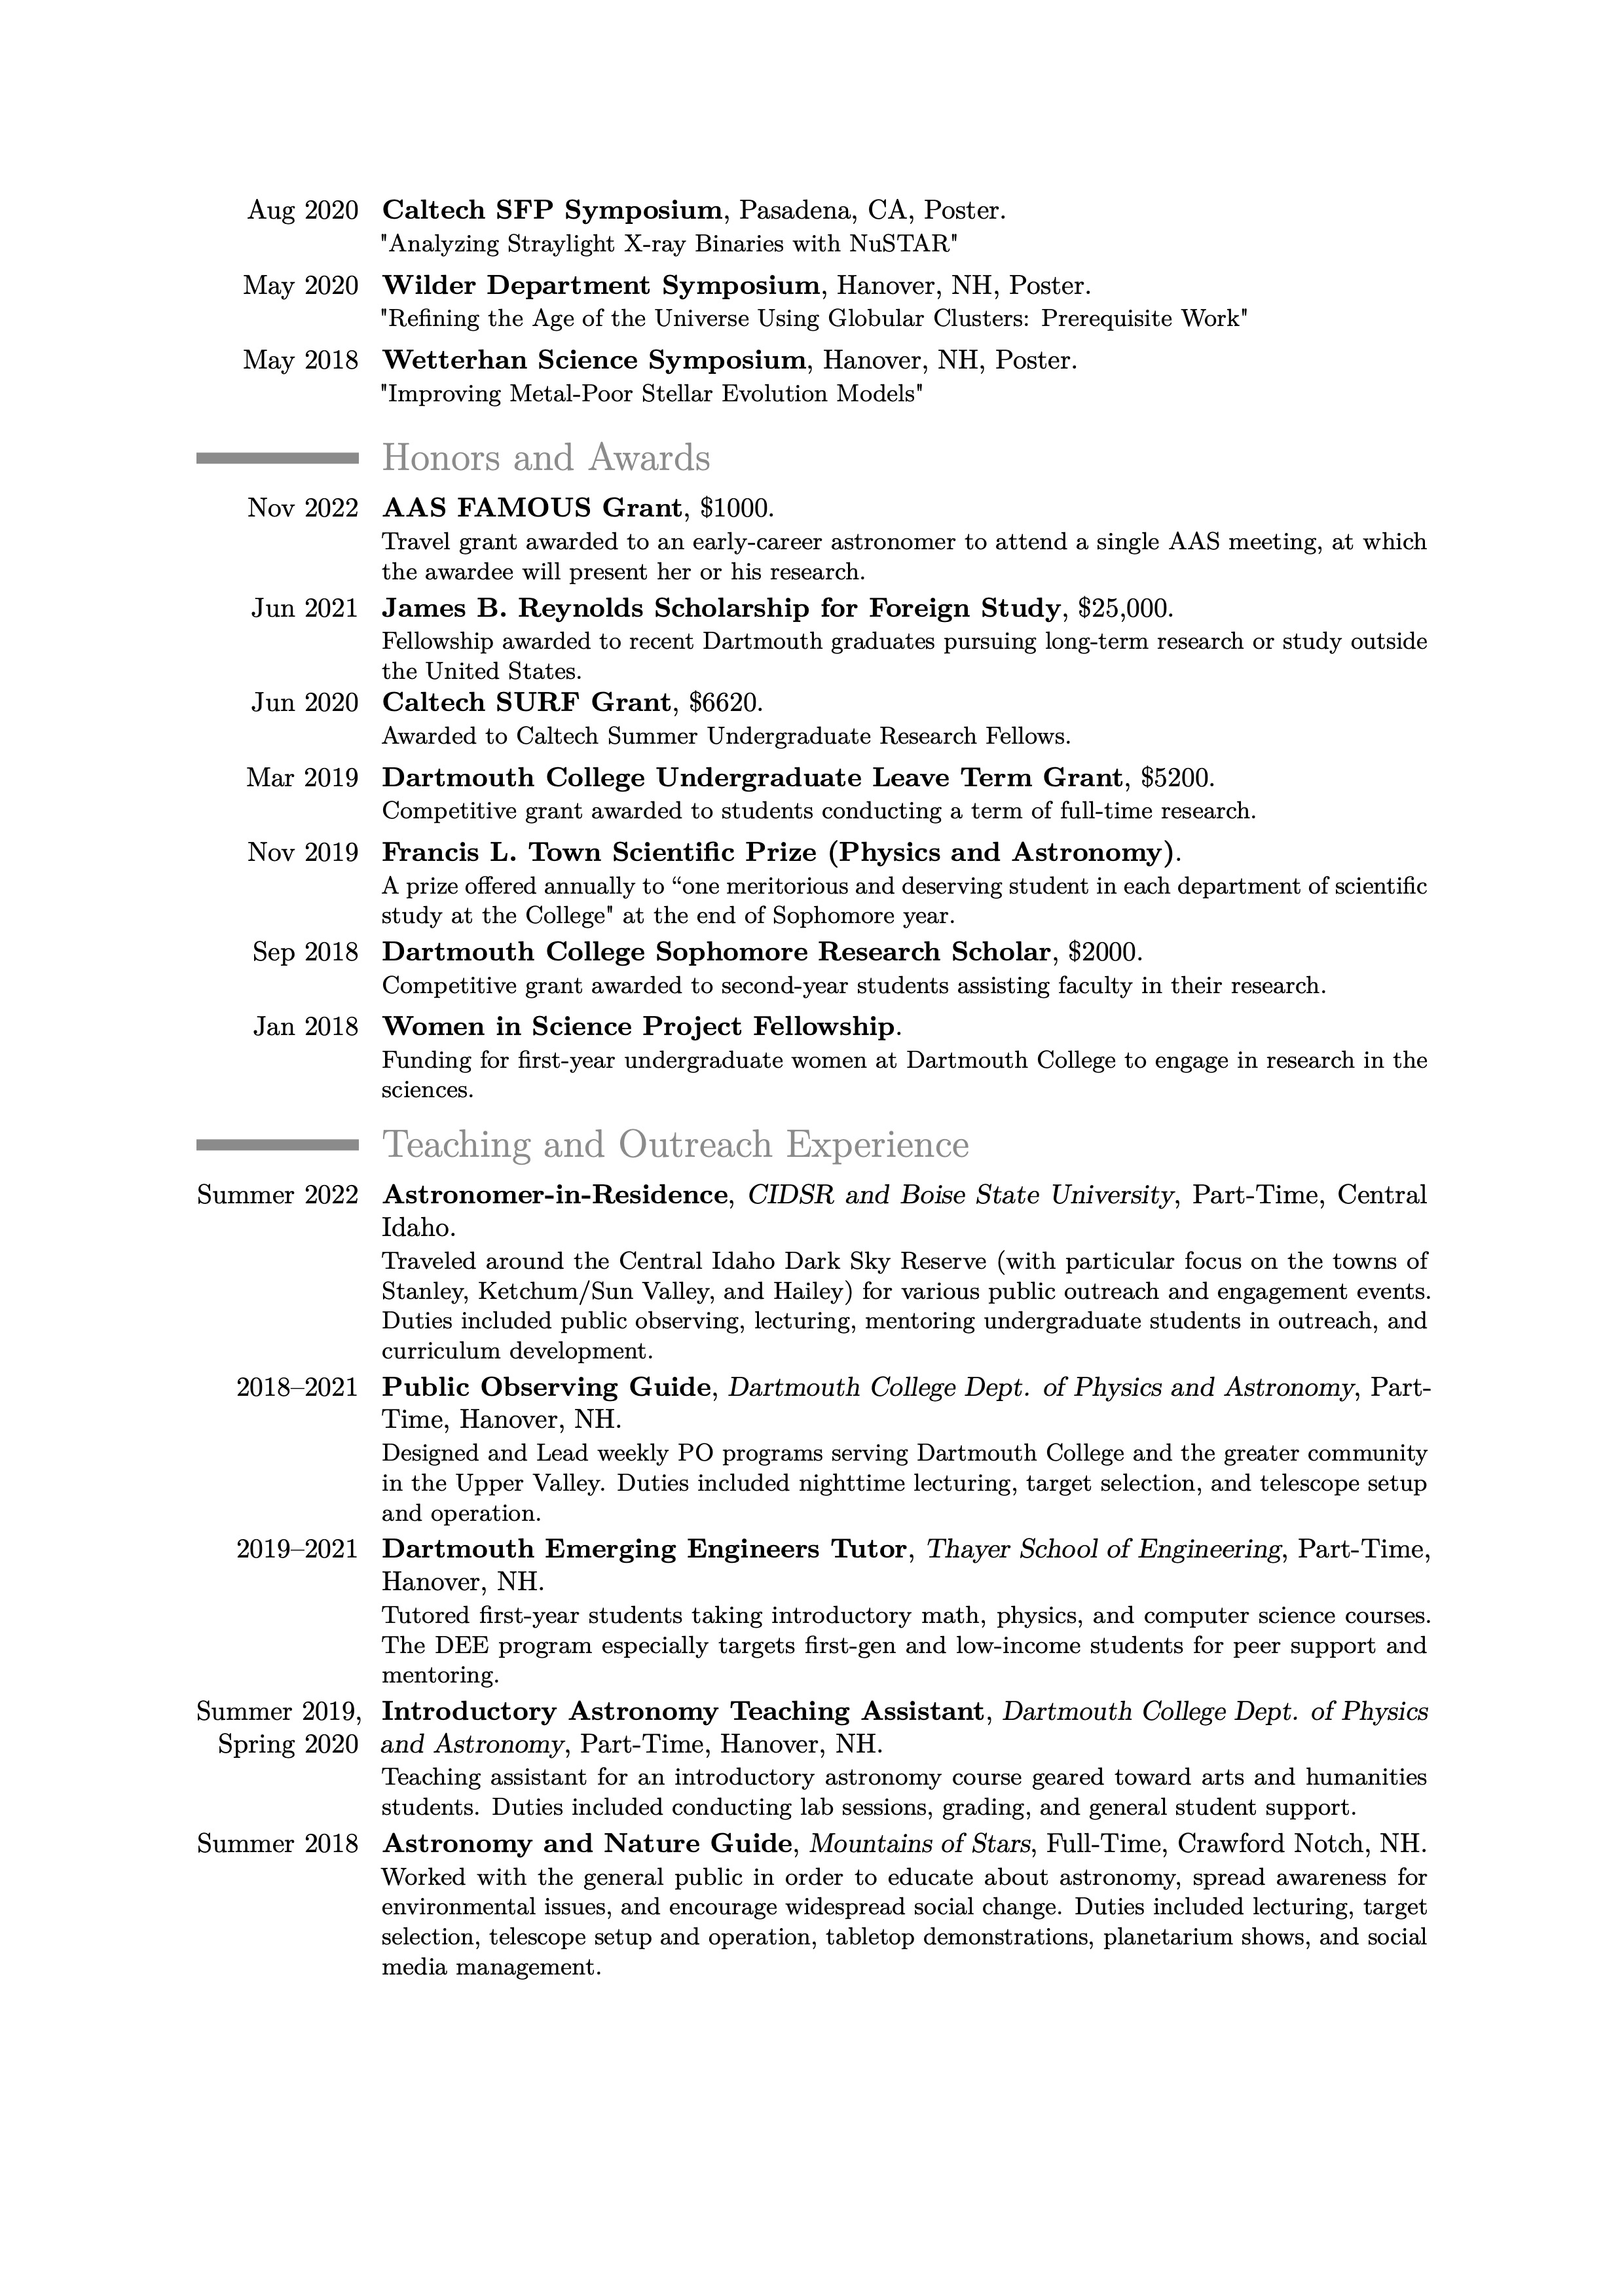 Aug 2020 Caltech SFP Symposium, Pasadena, CA, Poster.
"Analyzing Straylight X-ray Binaries with NuSTAR"
May 2020 Wilder Department Symposium, Hanover, NH, Poster.
"Refining the Age of the Universe Using Globular Clusters: Prerequisite Work"
May 2018 Wetterhan Science Symposium, Hanover, NH, Poster.
"Improving Metal-Poor Stellar Evolution Models"
Honors and Awards
Nov 2022 AAS FAMOUS Grant, $1000.
Travel grant awarded to an early-career astronomer to attend a single AAS meeting, at which
the awardee will present her or his research.
Jun 2021 James B. Reynolds Scholarship for Foreign Study, $25,000.
Fellowship awarded to recent Dartmouth graduates pursuing long-term research or study outside
the United States.
Jun 2020 Caltech SURF Grant, $6620.
Awarded to Caltech Summer Undergraduate Research Fellows.
Mar 2019 Dartmouth College Undergraduate Leave Term Grant, $5200.
Competitive grant awarded to students conducting a term of full-time research.
Nov 2019 Francis L. Town Scientific Prize (Physics and Astronomy).
A prize offered annually to “one meritorious and deserving student in each department of scientific
study at the College" at the end of Sophomore year.
Sep 2018 Dartmouth College Sophomore Research Scholar, $2000.
Competitive grant awarded to second-year students assisting faculty in their research.
Jan 2018 Women in Science Project Fellowship.
Funding for first-year undergraduate women at Dartmouth College to engage in research in the
sciences.
Teaching and Outreach Experience
Summer 2022 Astronomer-in-Residence, CIDSR and Boise State University, Part-Time, Central
Idaho.
Traveled around the Central Idaho Dark Sky Reserve (with particular focus on the towns of
Stanley, Ketchum/Sun Valley, and Hailey) for various public outreach and engagement events.
Duties included public observing, lecturing, mentoring undergraduate students in outreach, and
curriculum development.
2018–2021 Public Observing Guide, Dartmouth College Dept. of Physics and Astronomy, Part-
Time, Hanover, NH.
Designed and Lead weekly PO programs serving Dartmouth College and the greater community
in the Upper Valley. Duties included nighttime lecturing, target selection, and telescope setup
and operation.
2019–2021 Dartmouth Emerging Engineers Tutor, Thayer School of Engineering, Part-Time,
Hanover, NH.
Tutored first-year students taking introductory math, physics, and computer science courses.
The DEE program especially targets first-gen and low-income students for peer support and
mentoring.
Summer 2019, Introductory Astronomy Teaching Assistant, Dartmouth College Dept. of Physics
Spring 2020 and Astronomy, Part-Time, Hanover, NH.
Teaching assistant for an introductory astronomy course geared toward arts and humanities
students. Duties included conducting lab sessions, grading, and general student support.
Summer 2018 Astronomy and Nature Guide, Mountains of Stars, Full-Time, Crawford Notch, NH.
Worked with the general public in order to educate about astronomy, spread awareness for
environmental issues, and encourage widespread social change. Duties included lecturing, target
selection, telescope setup and operation, tabletop demonstrations, planetarium shows, and social
media management.